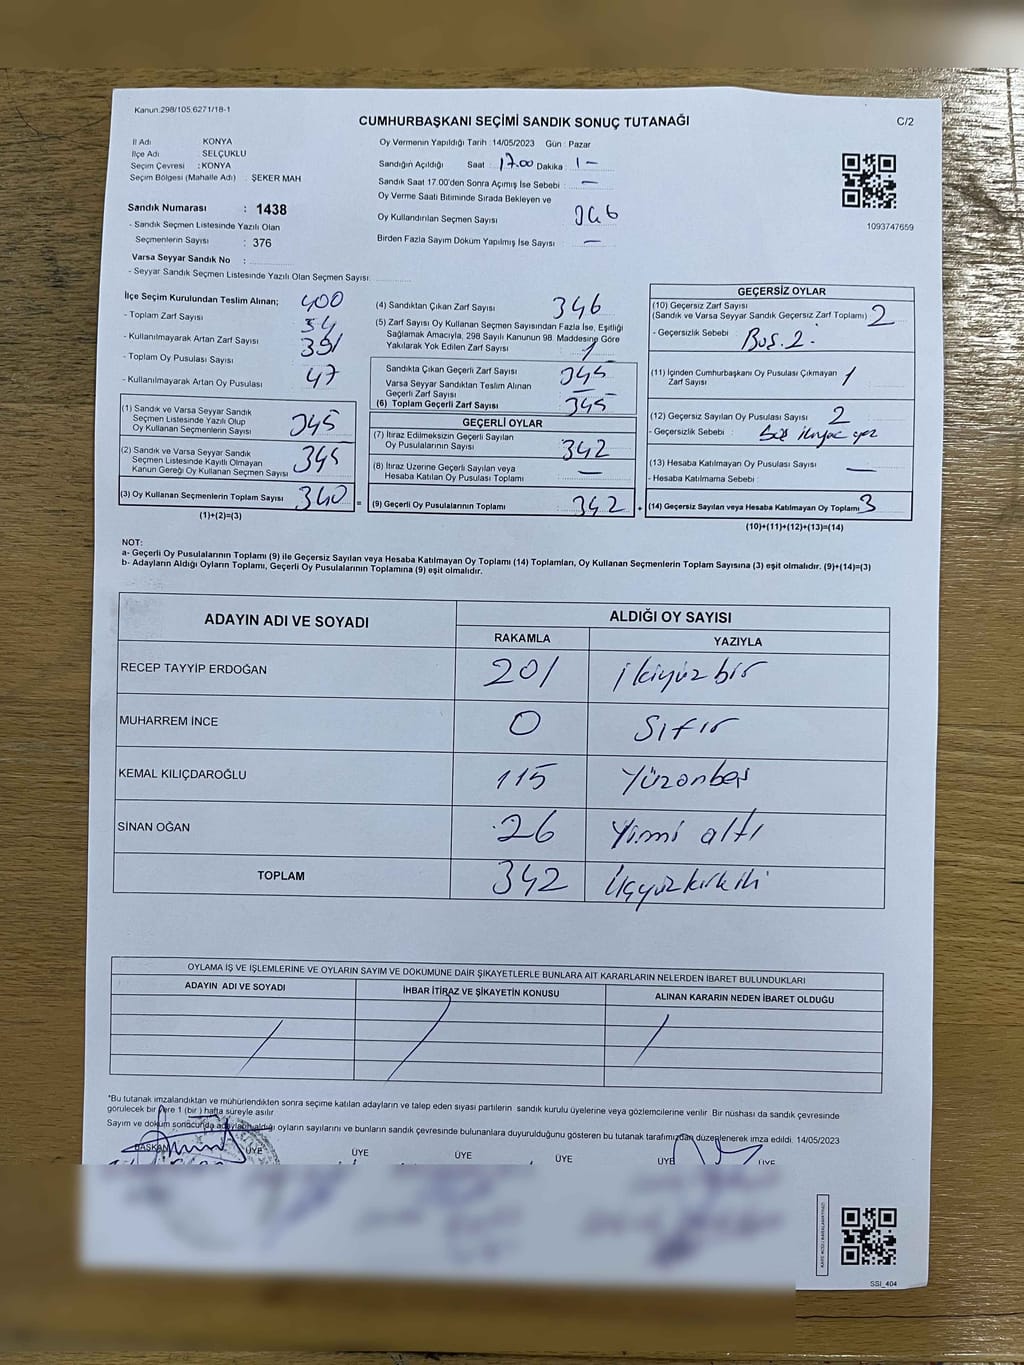 Kanun:298/105,6271/18-1
CUMHURBAŞKANI SEÇİMİ SANDIK SONUÇ TUTANAĞI
C/2
İl Adı KONYA
İlçe Adı SELÇUKLU
Seçim Çevresi : KONYA
Seçim Bölgesi (Mahalle Adı) : ŞEKER MAH
Oy Vermenin Yapıldığı Tarih :14/05/2023 Gün : Pazar
Sandığın Açıldığı Saat : 17.00 Dakika : 1 -
Sandık Saat 17.00'den Sonra Açımış İse Sebebi : -
Oy Verme Saati Bitiminde Sırada Bekleyen ve
Oy Kullandırılan Seçmen Sayısı 346
Birden Fazla Sayım Döküm Yapılmış İse Sayısı : -
1093747659
Sandık Numarası : 1438
- Sandık Seçmen Listesinde Yazılı Olan
Seçmenlerin Sayısı : 376
Varsa Seyyar Sandık No :
- Seyyar Sandık Seçmen Listesinde Yazılı Olan Seçmen Sayısı:
İlçe Seçim Kurulundan Teslim Alınan; 400
- Toplam Zarf Sayısı 54
- Kullanılmayarak Artan Zarf Sayısı 391
- Toplam Oy Pusulası Sayısı
- Kullanılmayarak Artan Oy Pusulası : 47
(1) Sandık ve Varsa Seyyar Sandık
Seçmen Listesinde Yazılı Olup
Oy Kullanan Seçmenlerin Sayısı 345
(2) Sandık ve Varsa Seyyar Sandık
Seçmen Listesinde Kayıtlı Olmayan
Kanun Gereği Oy Kullanan Seçmen Sayısı 345
(3) Oy Kullanan Seçmenlerin Toplam Sayısı 340
(1)+(2)=(3)
(4) Sandıktan Çıkan Zarf Sayısı 346
(5) Zarf Sayısı Oy Kullanan Seçmen Sayısından Fazla İse, Eşitliği
Sağlamak Amacıyla, 298 Sayılı Kanunun 98. Maddesine Göre
Yakılarak Yok Edilen Zarf Sayısı 1
Sandıkta Çıkan Geçerli Zarf Sayısı 345
Varsa Seyyar Sandıktan Teslim Alınan
Geçerli Zarf Sayısı -
(6) Toplam Geçerli Zarf Sayısı 345
GEÇERLİ OYLAR
(7) İtiraz Edilmeksizin Geçerli Sayılan
Oy Pusulalarının Sayısı 342
(8) İtiraz Üzerine Geçerli Sayılan veya
Hesaba Katılan Oy Pusulası Toplamı -
(9) Geçerli Oy Pusulalarının Toplamı 342
GEÇERSİZ OYLAR
(10) Geçersiz Zarf Sayısı
(Sandık ve Varsa Seyyar Sandık Geçersiz Zarf Toplamı) 2
- Geçersizlik Sebebi : Boş. 2.
(11) İçinden Cumhurbaşkanı Oy Pusulası Çıkmayan 1
Zarf Sayısı
(12) Geçersiz Sayılan Oy Pusulası Sayısı 2
- Geçersizlik Sebebi :
(13) Hesaba Katılmayan Oy Pusulası Sayısı -
- Hesaba Katılmama Sebebi :
(14) Geçersiz Sayılan veya Hesaba Katılmayan Oy Toplamı 3
(10)+(11)+(12)+(13)=(14)
NOT:
a- Geçerli Oy Pusulalarının Toplamı (9) ile Geçersiz Sayılan veya Hesaba Katılmayan Oy Toplamı (14) Toplamları, Oy Kullanan Seçmenlerin Toplam Sayısına (3) eşit olmalıdır. (9)+(14)=(3)
b- Adayların Aldığı Oyların Toplamı, Geçerli Oy Pusulalarının Toplamına (9) eşit olmalıdır.
ADAYIN ADI VE SOYADI ALDIĞI OY SAYISI
RAKAMLA YAZIYLA
RECEP TAYYİP ERDOĞAN 201 ikiyüzbir
MUHARREM İNCE 0 Sıfır
KEMAL KILIÇDAROĞLU 115 Yüzonbeş
SİNAN OĞAN 26 Yirmi altı
TOPLAM 342 Üçyüzkırkiki
OYLAMA İŞ VE İŞLEMLERİNE VE OYLARIN SAYIM VE DÖKÜMÜNE DAİR ŞİKAYETLERLE BUNLARA AİT KARARLARIN NELERDEN İBARET BULUNDUKLARI
ADAYIN ADI VE SOYADI İHBAR İTİRAZ VE ŞİKAYETİN KONUSU ALINAN KARARIN NEDEN İBARET OLDUĞU
*Bu tutanak imzalandıktan ve mühürlendikten sonra seçime katılan adayların ve talep eden siyasi partilerin sandık kurulu üyelerine veya gözlemcilerine verilir. Bir nüshası da sandık çevresinde
görülecek bir yere 1 (bir) hafta süreyle asılır
Sayım ve döküm sonucunda adayların aldığı oyların sayılarını ve bunların sandık çevresinde bulunanlara duyurulduğunu gösteren bu tutanak tarafımızdan düzenlenerek imza edildi. 14/05/2023
BAŞKAN ÜYE ÜYE ÜYE ÜYE ÜYE ÜYE
SSI_404